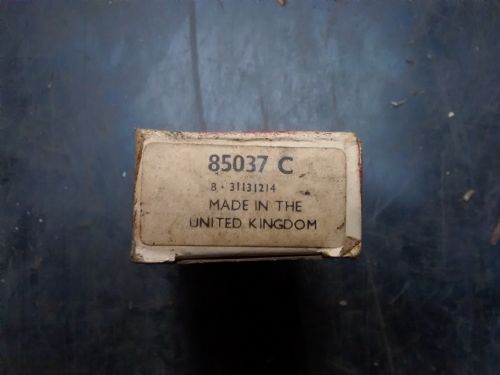 85037 C
8 · 31131214
MADE IN THE
UNITED KINGDOM